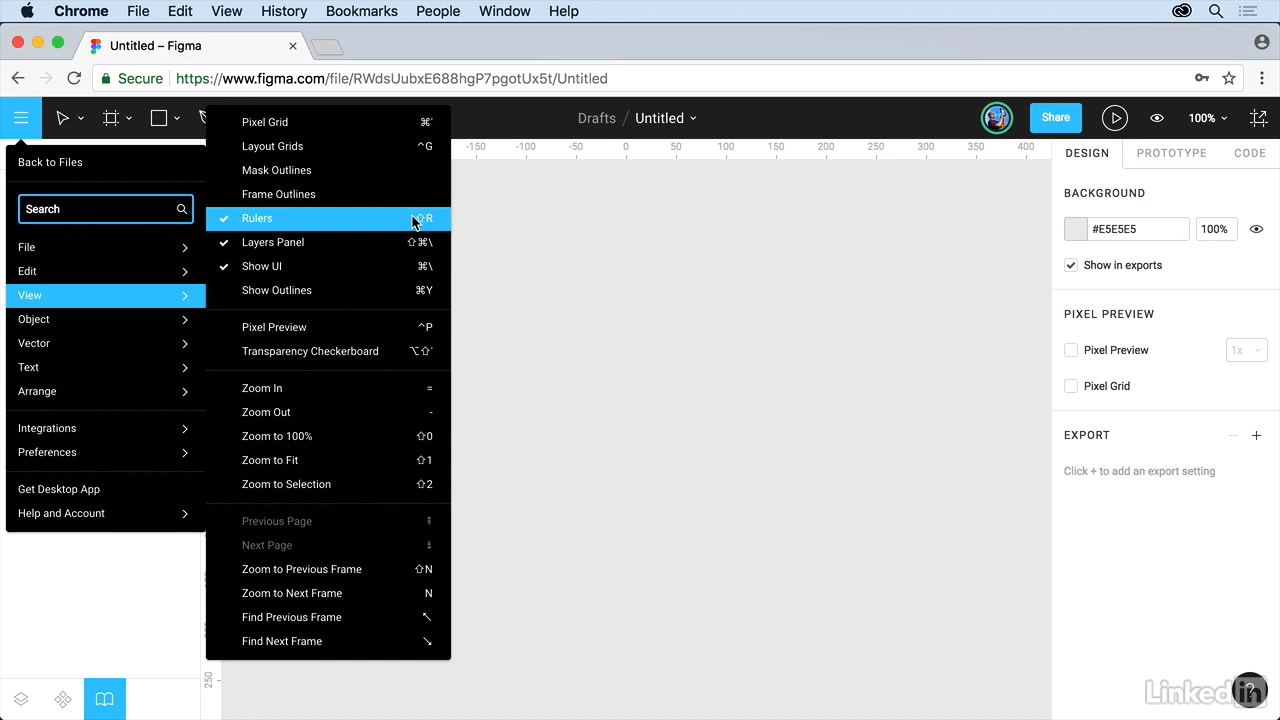 Chrome File Edit View History Bookmarks People Window Help
Untitled – Figma
Secure https://www.figma.com/file/RWdsUubxE688hgP7pgotUx5t/Untitled
Drafts / Untitled
Share
100%
Back to Files
Search
File
Edit
View
Object
Vector
Text
Arrange
Integrations
Preferences
Get Desktop App
Help and Account
Pixel Grid ⌘'
Layout Grids ^G
Mask Outlines
Frame Outlines
Rulers ⇧R
Layers Panel ⇧⌘\
Show UI ⌘\
Show Outlines ⌘Y
Pixel Preview ^P
Transparency Checkerboard ⌥⇧'
Zoom In =
Zoom Out -
Zoom to 100% ⇧0
Zoom to Fit ⇧1
Zoom to Selection ⇧2
Previous Page ⇞
Next Page ⇟
Zoom to Previous Frame ⇧N
Zoom to Next Frame N
Find Previous Frame ↖
Find Next Frame ↘
-150 -100 -50 0 50 100 150 200 250 300 350 400
250
DESIGN PROTOTYPE CODE
BACKGROUND
#E5E5E5 100%
Show in exports
PIXEL PREVIEW
Pixel Preview 1x
Pixel Grid
EXPORT
Click + to add an export setting
?
LinkedIn